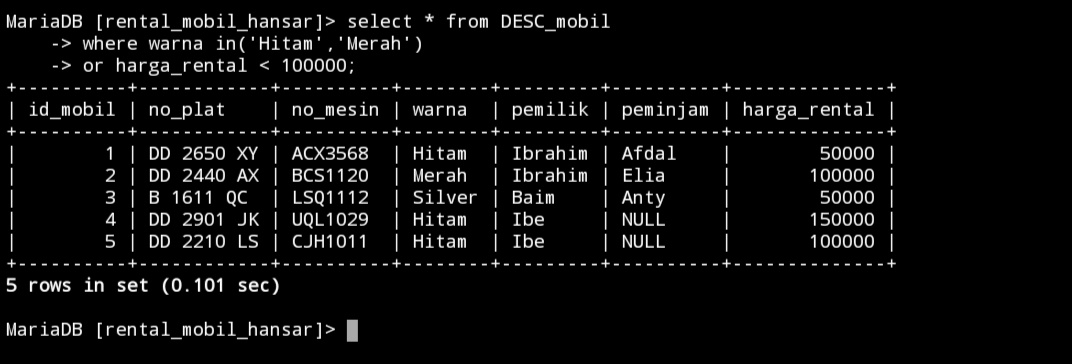 MariaDB [rental_mobil_hansar]> select * from DESC_mobil
    -> where warna in('Hitam','Merah')
    -> or harga_rental < 100000;
+----------+------------+----------+--------+---------+----------+--------------+
| id_mobil | no_plat    | no_mesin | warna  | pemilik | peminjam | harga_rental |
+----------+------------+----------+--------+---------+----------+--------------+
|        1 | DD 2650 XY | ACX3568  | Hitam  | Ibrahim | Afdal    |        50000 |
|        2 | DD 2440 AX | BCS1120  | Merah  | Ibrahim | Elia     |       100000 |
|        3 | B 1611 QC  | LSQ1112  | Silver | Baim    | Anty     |        50000 |
|        4 | DD 2901 JK | UQL1029  | Hitam  | Ibe     | NULL     |       150000 |
|        5 | DD 2210 LS | CJH1011  | Hitam  | Ibe     | NULL     |       100000 |
+----------+------------+----------+--------+---------+----------+--------------+
5 rows in set (0.101 sec)
MariaDB [rental_mobil_hansar]>